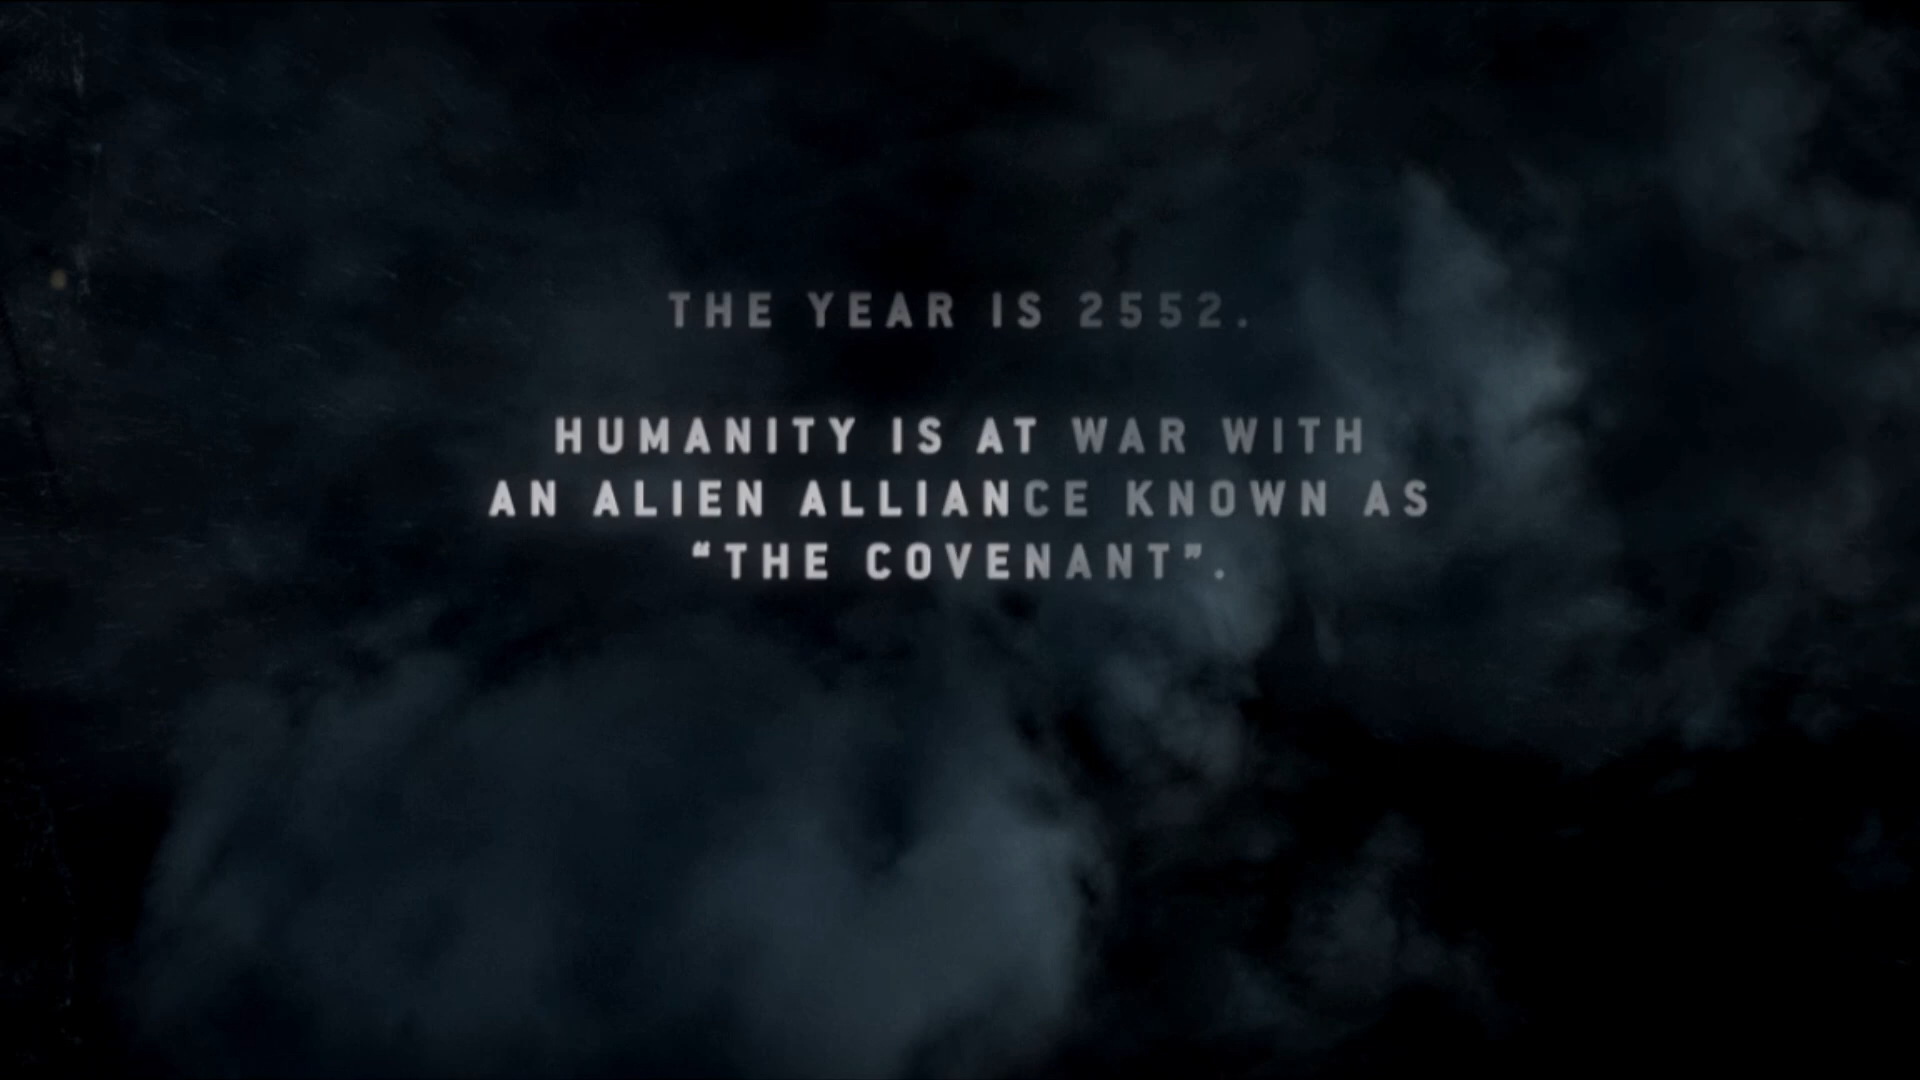 THE YEAR IS 2552.
HUMANITY IS AT WAR WITH
AN ALIEN ALLIANCE KNOWN AS
“THE COVENANT”.